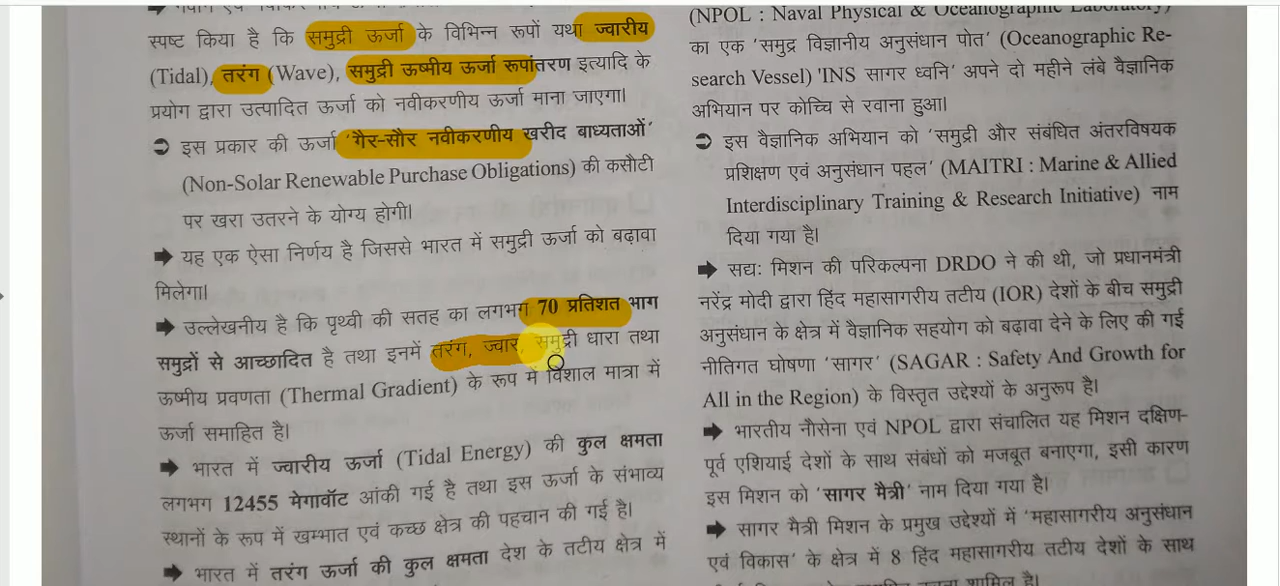 स्पष्ट किया है कि समुद्री ऊर्जा के विभिन्न रूपों यथा ज्वारीय
(Tidal), तरंग (Wave), समुद्री ऊष्मीय ऊर्जा रूपांतरण इत्यादि के
प्रयोग द्वारा उत्पादित ऊर्जा को नवीकरणीय ऊर्जा माना जाएगा।
➲ इस प्रकार की ऊर्जा 'गैर-सौर नवीकरणीय खरीद बाध्यताओं'
(Non-Solar Renewable Purchase Obligations) की कसौटी
पर खरा उतरने के योग्य होगी।
➡ यह एक ऐसा निर्णय है जिससे भारत में समुद्री ऊर्जा को बढ़ावा
मिलेगा।
➡ उल्लेखनीय है कि पृथ्वी की सतह का लगभग 70 प्रतिशत भाग
समुद्रों से आच्छादित है तथा इनमें तरंग, ज्वार, समुद्री धारा तथा
ऊष्मीय प्रवणता (Thermal Gradient) के रूप में विशाल मात्रा में
ऊर्जा समाहित है।
➡ भारत में ज्वारीय ऊर्जा (Tidal Energy) की कुल क्षमता
लगभग 12455 मेगावॉट आंकी गई है तथा इस ऊर्जा के संभाव्य
स्थानों के रूप में खम्भात एवं कच्छ क्षेत्र की पहचान की गई है।
➡ भारत में तरंग ऊर्जा की कुल क्षमता देश के तटीय क्षेत्र में
(NPOL : Naval Physical & Oceanographic Laboratory)
का एक 'समुद्र विज्ञानीय अनुसंधान पोत' (Oceanographic Re-
search Vessel) 'INS सागर ध्वनि' अपने दो महीने लंबे वैज्ञानिक
अभियान पर कोच्चि से रवाना हुआ।
➲ इस वैज्ञानिक अभियान को 'समुद्री और संबंधित अंतरविषयक
प्रशिक्षण एवं अनुसंधान पहल' (MAITRI : Marine & Allied
Interdisciplinary Training & Research Initiative) नाम
दिया गया है।
➡ सद्यः मिशन की परिकल्पना DRDO ने की थी, जो प्रधानमंत्री
नरेंद्र मोदी द्वारा हिंद महासागरीय तटीय (IOR) देशों के बीच समुद्री
अनुसंधान के क्षेत्र में वैज्ञानिक सहयोग को बढ़ावा देने के लिए की गई
नीतिगत घोषणा 'सागर' (SAGAR : Safety And Growth for
All in the Region) के विस्तृत उद्देश्यों के अनुरूप है।
➡ भारतीय नौसेना एवं NPOL द्वारा संचालित यह मिशन दक्षिण-
पूर्व एशियाई देशों के साथ संबंधों को मजबूत बनाएगा, इसी कारण
इस मिशन को 'सागर मैत्री' नाम दिया गया है।
➡ सागर मैत्री मिशन के प्रमुख उद्देश्यों में 'महासागरीय अनुसंधान
एवं विकास' के क्षेत्र में 8 हिंद महासागरीय तटीय देशों के साथ